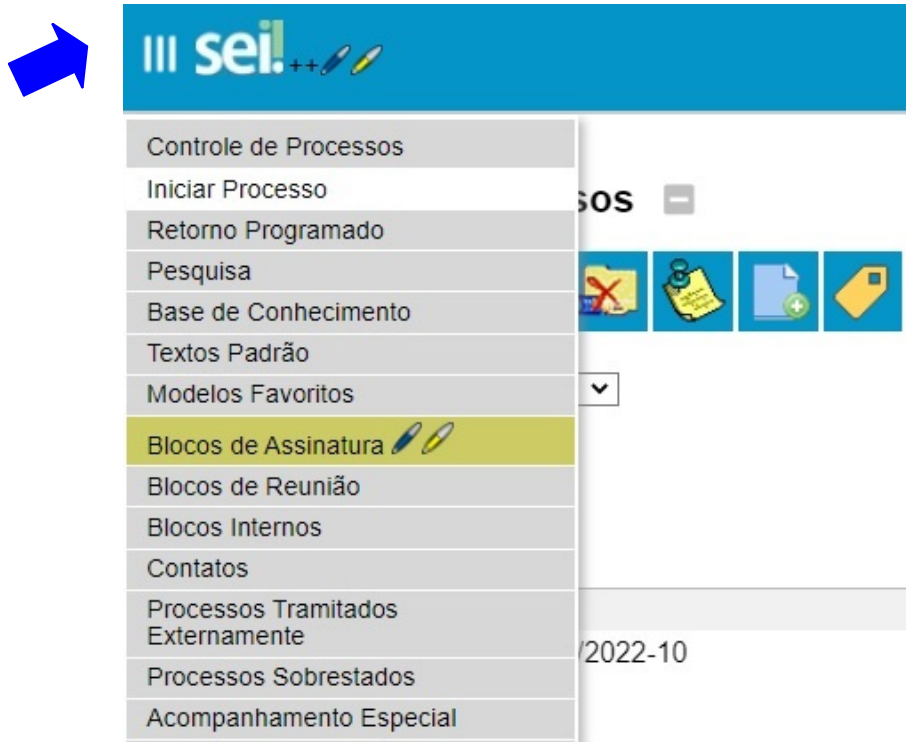 sei! ++
Controle de Processos
Iniciar Processo
sos
Retorno Programado
Pesquisa
Base de Conhecimento
Textos Padrão
Modelos Favoritos
Blocos de Assinatura
Blocos de Reunião
Blocos Internos
Contatos
Processos Tramitados
Externamente
/2022-10
Processos Sobrestados
Acompanhamento Especial